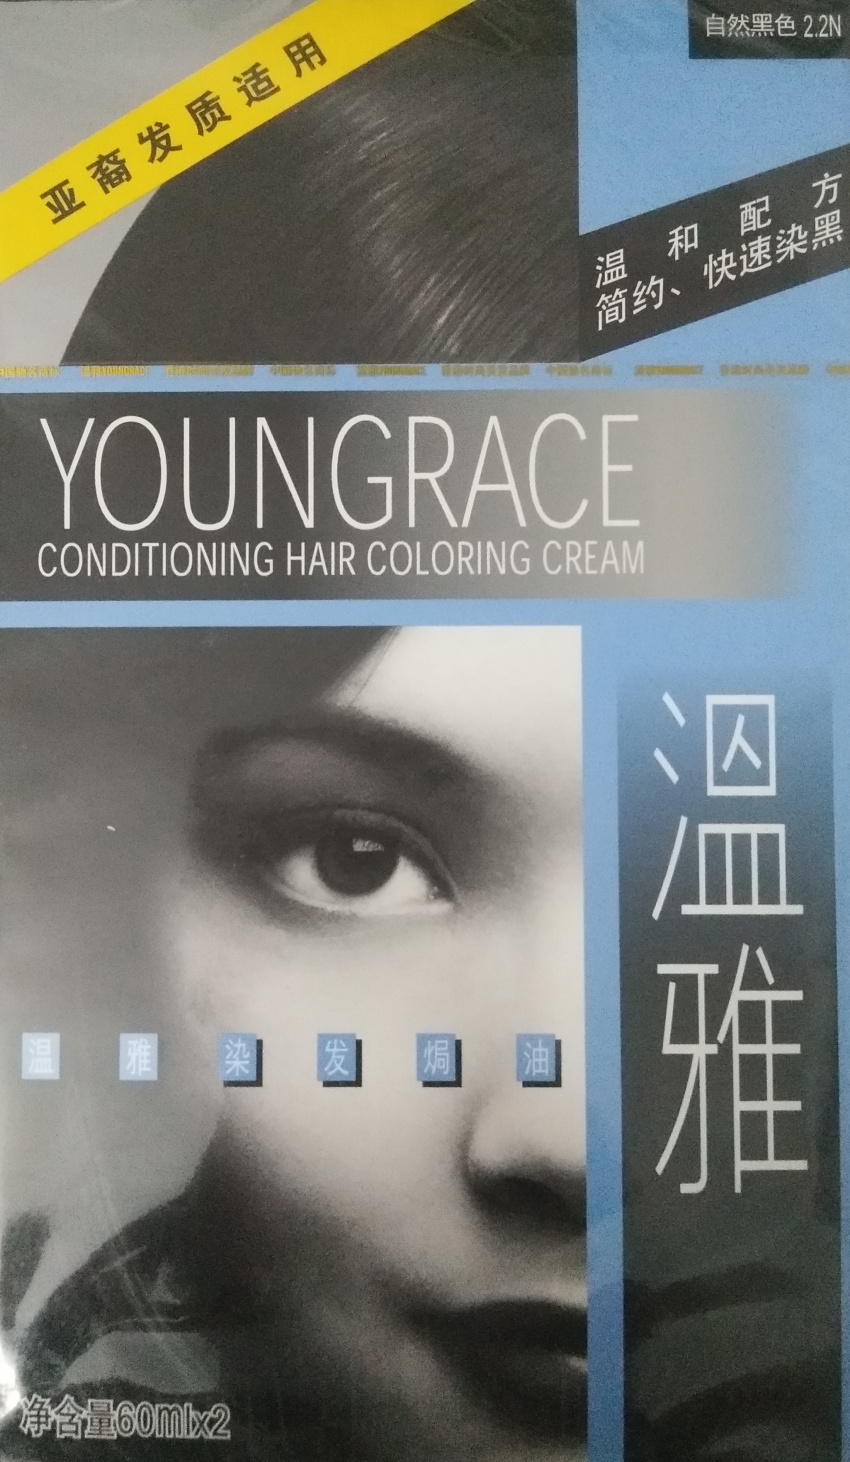 自然黑色 2.2N
亚裔发质适用
温和配方
简约、快速染黑
YOUNGRACE
CONDITIONING HAIR COLORING CREAM
溫雅
温雅染发焗油
净含量60mlx2